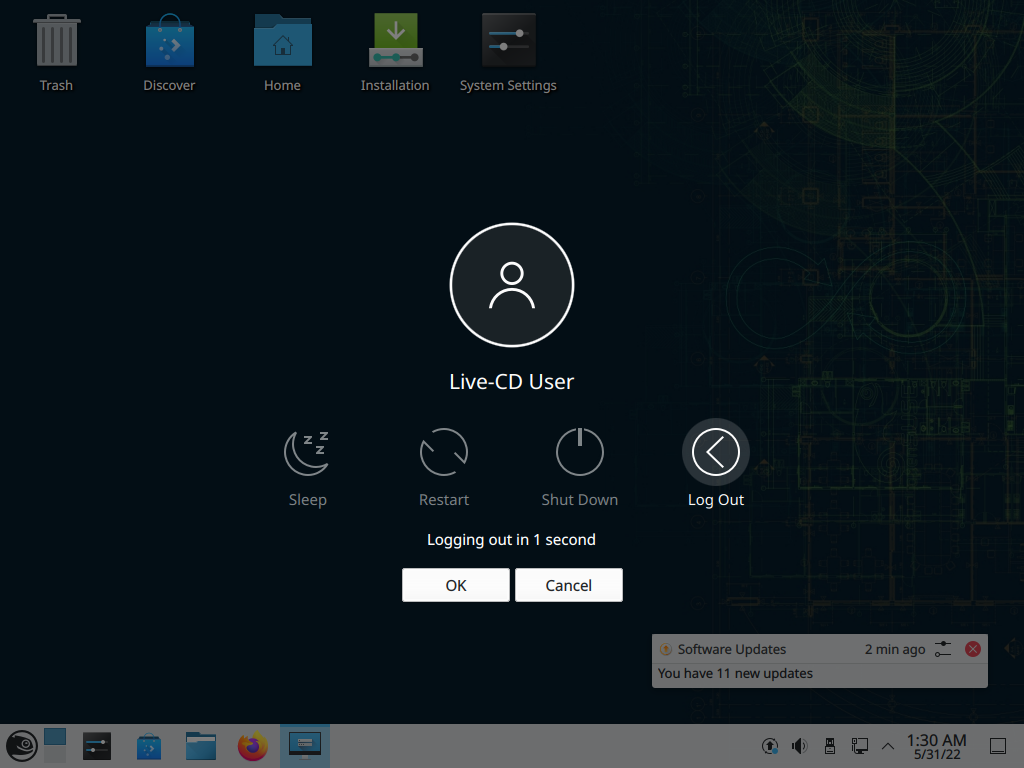 Trash
Discover
Home
Installation
System Settings
Live-CD User
Sleep
Restart
Shut Down
Log Out
Logging out in 1 second
OK
Cancel
Software Updates
2 min ago
You have 11 new updates
1:30 AM
5/31/22